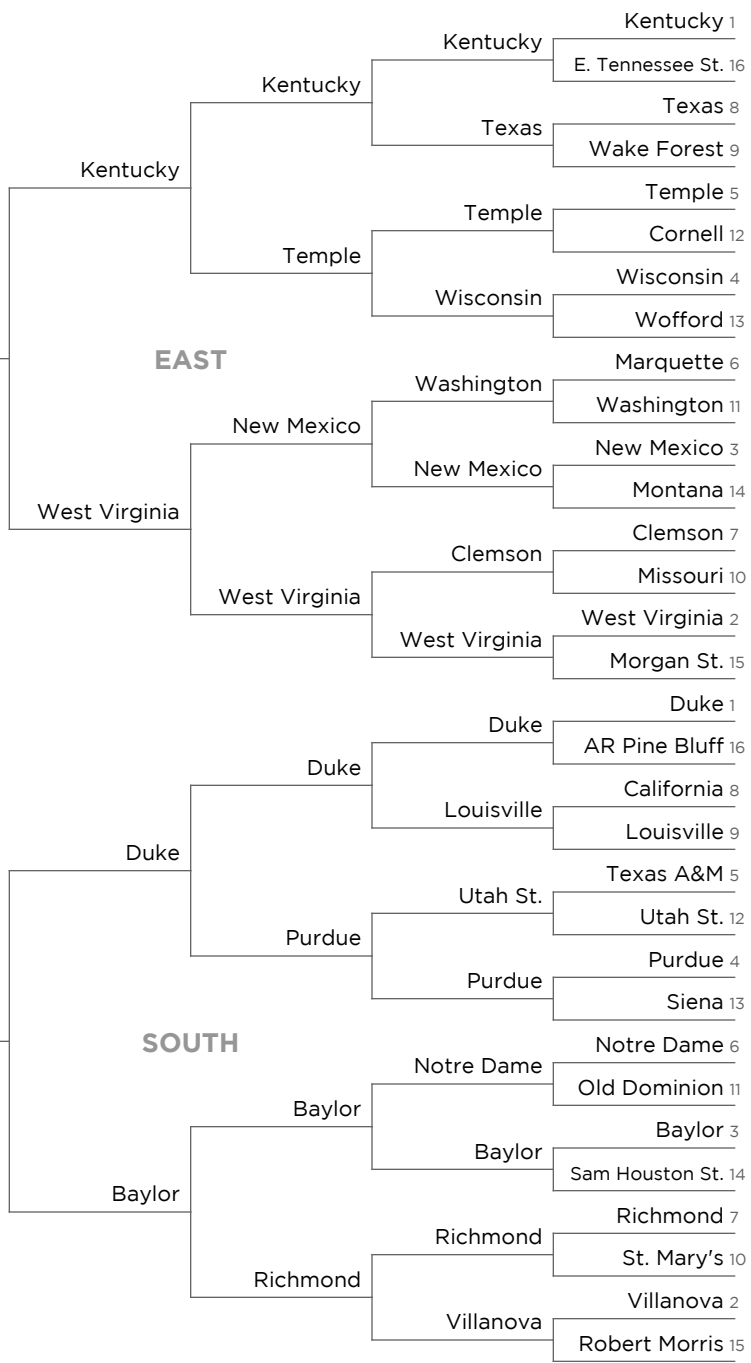 Kentucky 1
Kentucky
E. Tennessee St. 16
Kentucky
Texas 8
Texas
Wake Forest 9
Kentucky
Temple 5
Temple
Cornell 12
Temple
Wisconsin 4
Wisconsin
Wofford 13
EAST
Marquette 6
Washington
Washington 11
New Mexico
New Mexico 3
New Mexico
Montana 14
West Virginia
Clemson 7
Clemson
Missouri 10
West Virginia
West Virginia 2
West Virginia
Morgan St. 15
Duke 1
Duke
AR Pine Bluff 16
Duke
California 8
Louisville
Louisville 9
Duke
Texas A&M 5
Utah St.
Utah St. 12
Purdue
Purdue 4
Purdue
Siena 13
SOUTH
Notre Dame 6
Notre Dame
Old Dominion 11
Baylor
Baylor 3
Baylor
Sam Houston St. 14
Baylor
Richmond 7
Richmond
St. Mary's 10
Richmond
Villanova 2
Villanova
Robert Morris 15